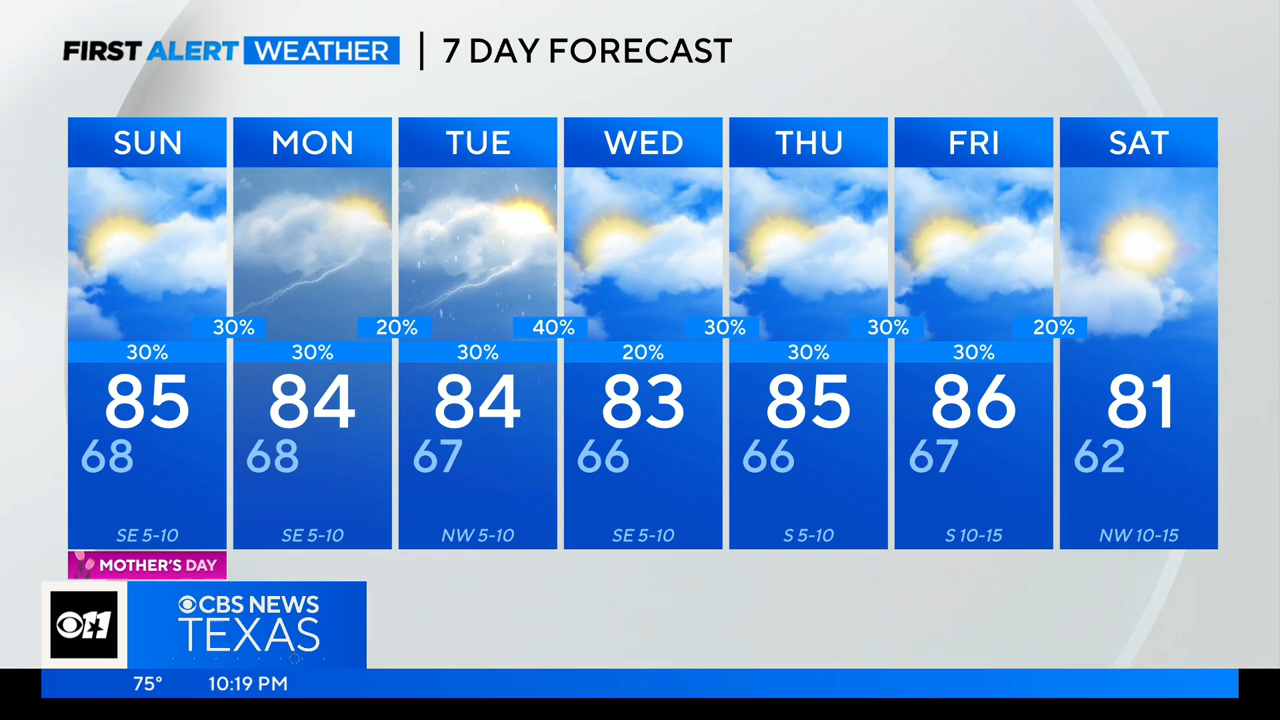 FIRST ALERT WEATHER | 7 DAY FORECAST
SUN MON TUE WED THU FRI SAT
30% 20% 40% 30% 30% 20%
30% 30% 30% 20% 30% 30%
85 84 84 83 85 86 81
68 68 67 66 66 67 62
SE 5-10 SE 5-10 NW 5-10 SE 5-10 S 5-10 S 10-15 NW 10-15
MOTHER'S DAY
11
CBS NEWS
TEXAS
75° 10:19 PM